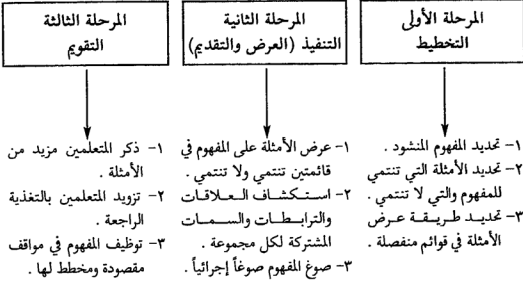 المرحلة الأولى
التخطيط
١- تحديد المفهوم المنشود .
٢- تحديد الأمثلة التي تنتمي
للمفهوم والتي لا تنتمي .
٣- تحديد طريقة عرض
الأمثلة في قوائم منفصلة .
المرحلة الثانية
التنفيذ (العرض والتقديم)
١- عرض الأمثلة على المفهوم في
قائمتين تنتمي ولا تنتمي .
٢- استكشاف العلاقات
والترابطات والسمات
المشتركة لكل مجموعة .
٣- صوغ المفهوم صوغاً إجرائياً .
المرحلة الثالثة
التقويم
١- ذكر المتعلمين مزيد من
الأمثلة .
٢- تزويد المتعلمين بالتغذية
الراجعة .
٣- توظيف المفهوم في مواقف
مقصودة ومخطط لها .